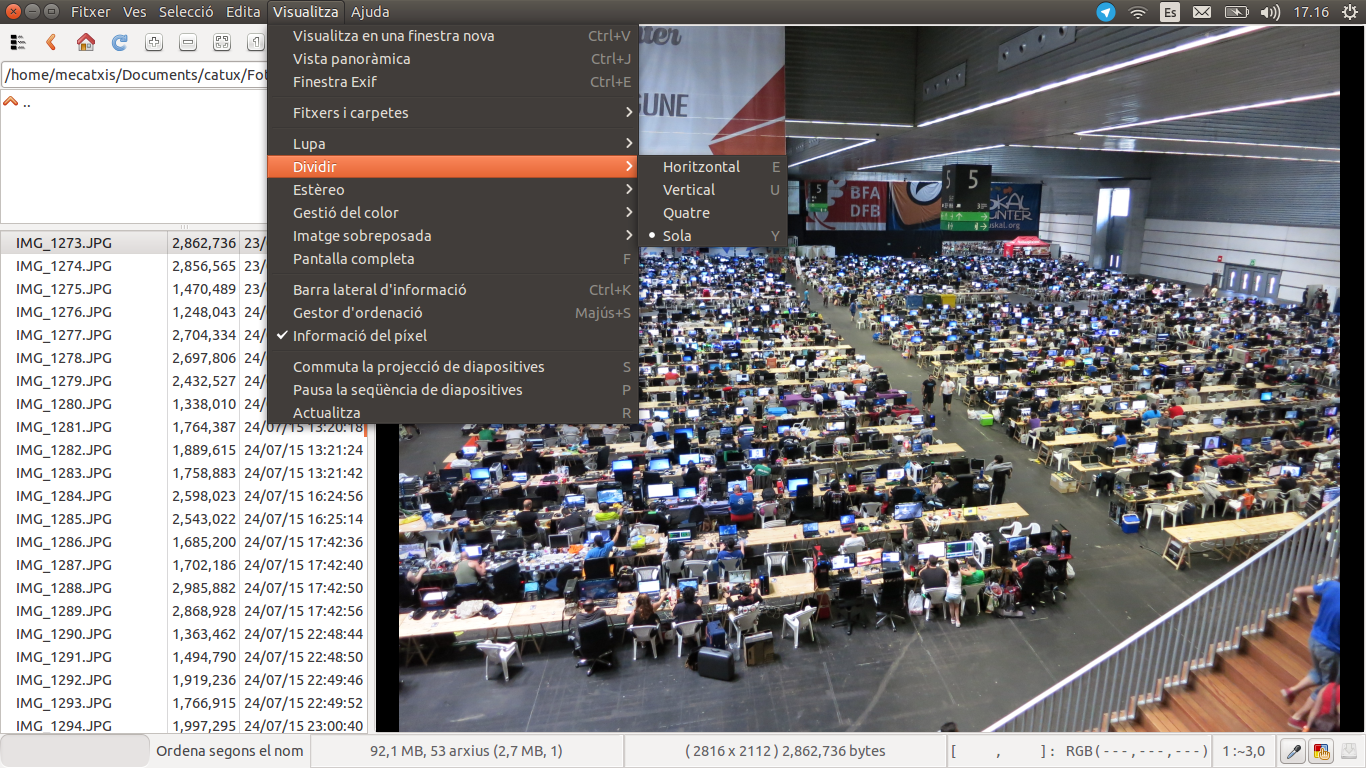 Fitxer Ves Selecció Edita Visualitza Ajuda Es 17.16
/home/mecatxis/Documents/catux/Fot
..
Visualitza en una finestra nova Ctrl+V
Vista panoràmica Ctrl+J
Finestra Exif Ctrl+E
Fitxers i carpetes
Lupa
Dividir
Estèreo
Gestió del color
Imatge sobreposada
Pantalla completa F
Barra lateral d'informació Ctrl+K
Gestor d'ordenació Majús+S
Informació del píxel
Commuta la projecció de diapositives S
Pausa la seqüència de diapositives P
Actualitza R
Horitzontal E
Vertical U
Quatre
Sola Y
GUNE
5
5
BFA
DFB
IMG_1273.JPG 2,862,736 23/
IMG_1274.JPG 2,856,565 23/
IMG_1275.JPG 1,470,489 23/
IMG_1276.JPG 1,248,043 24/
IMG_1277.JPG 2,704,334 24/
IMG_1278.JPG 2,697,806 24/
IMG_1279.JPG 2,432,527 24/
IMG_1280.JPG 1,338,010 24/
IMG_1281.JPG 1,764,387 24/07/15 13:20:18
IMG_1282.JPG 1,889,615 24/07/15 13:21:24
IMG_1283.JPG 1,758,883 24/07/15 13:21:42
IMG_1284.JPG 2,598,023 24/07/15 16:24:56
IMG_1285.JPG 2,543,022 24/07/15 16:25:14
IMG_1286.JPG 1,685,200 24/07/15 17:42:36
IMG_1287.JPG 1,702,186 24/07/15 17:42:40
IMG_1288.JPG 2,985,882 24/07/15 17:42:50
IMG_1289.JPG 2,868,928 24/07/15 17:42:56
IMG_1290.JPG 1,363,462 24/07/15 22:48:44
IMG_1291.JPG 1,494,790 24/07/15 22:48:50
IMG_1292.JPG 1,919,236 24/07/15 22:49:46
IMG_1293.JPG 1,766,915 24/07/15 22:49:52
IMG_1294.JPG 1,997,295 24/07/15 23:00:40
Ordena segons el nom 92,1 MB, 53 arxius (2,7 MB, 1) ( 2816 x 2112 ) 2,862,736 bytes [ , ]: RGB(---,---,---) 1 :~3,0